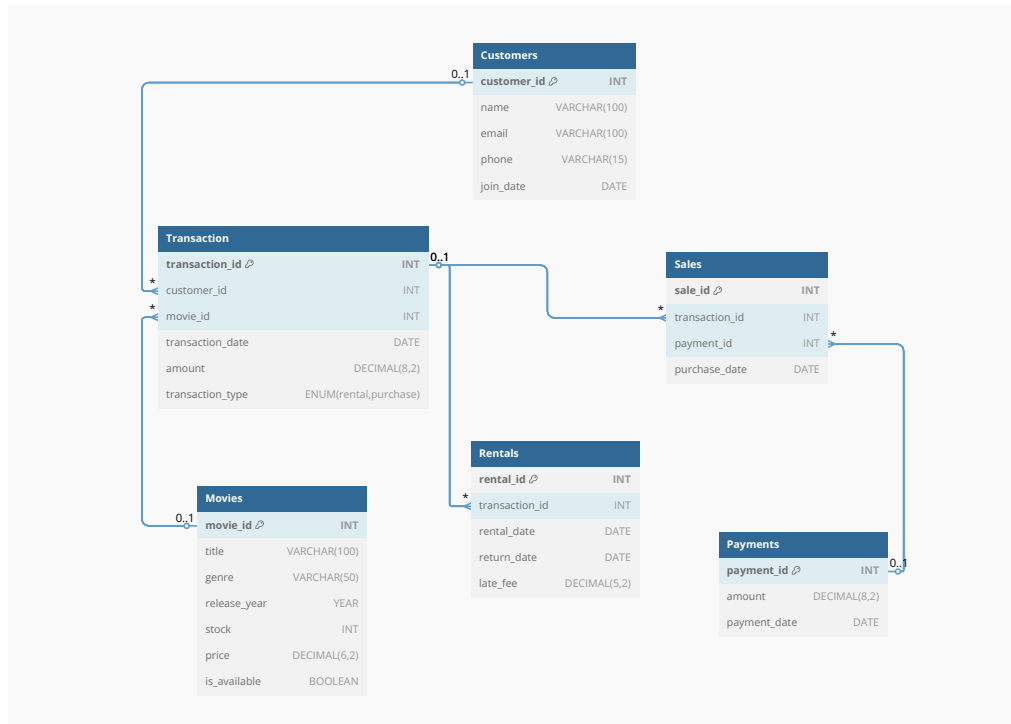 Customers
0..1
customer_id INT
name VARCHAR(100)
email VARCHAR(100)
phone VARCHAR(15)
join_date DATE
Transaction
transaction_id INT
0..1
* customer_id INT
* movie_id INT
transaction_date DATE
amount DECIMAL(8,2)
transaction_type ENUM(rental,purchase)
Sales
sale_id INT
* transaction_id INT
payment_id INT *
purchase_date DATE
Rentals
rental_id INT
* transaction_id INT
rental_date DATE
return_date DATE
late_fee DECIMAL(5,2)
Movies
0..1
movie_id INT
title VARCHAR(100)
genre VARCHAR(50)
release_year YEAR
stock INT
price DECIMAL(6,2)
is_available BOOLEAN
Payments
payment_id INT
0..1
amount DECIMAL(8,2)
payment_date DATE